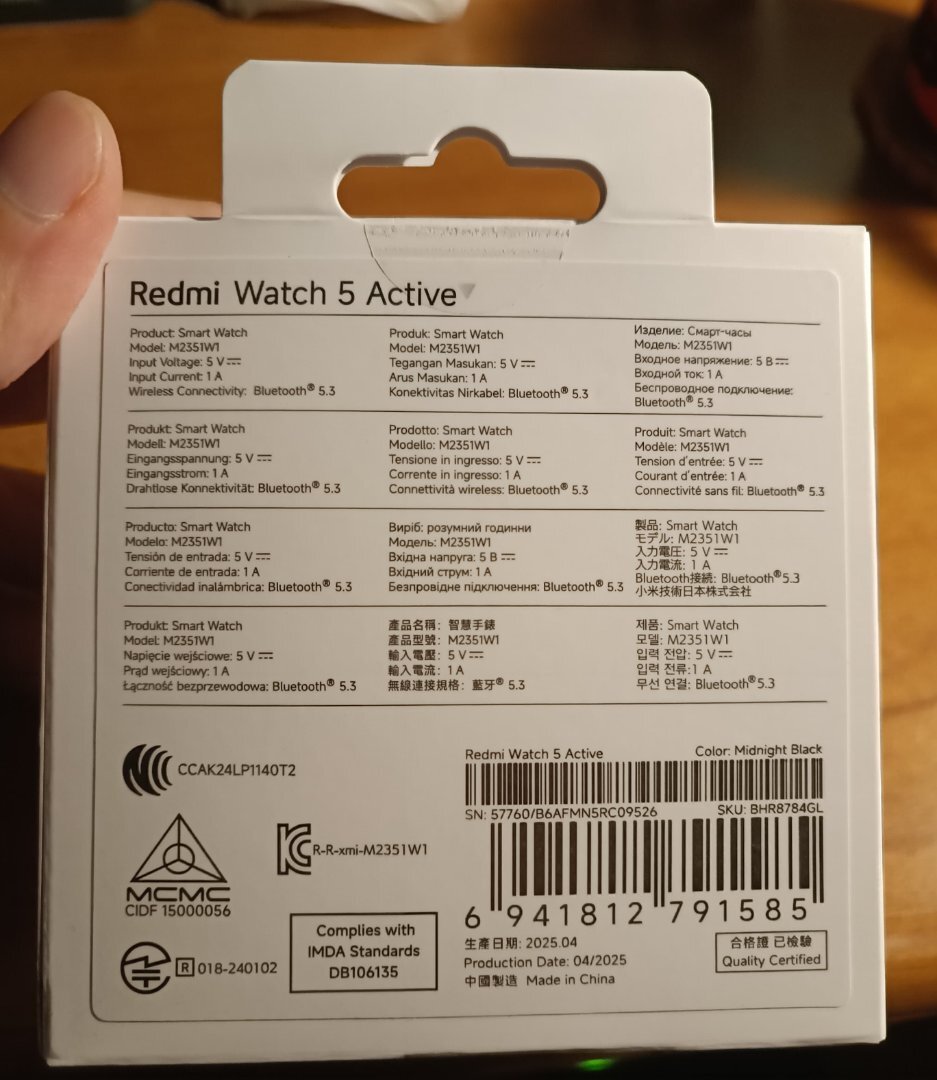 Redmi Watch 5 Active
Product: Smart Watch
Model: M2351W1
Input Voltage: 5 V⎓
Input Current: 1 A
Wireless Connectivity: Bluetooth® 5.3
Produk: Smart Watch
Model: M2351W1
Tegangan Masukan: 5 V⎓
Arus Masukan: 1 A
Konektivitas Nirkabel: Bluetooth® 5.3
Изделие: Смарт-часы
Модель: M2351W1
Входное напряжение: 5 В⎓
Входной ток: 1 A
Беспроводное подключение:
Bluetooth® 5.3
Produkt: Smart Watch
Modell: M2351W1
Eingangsspannung: 5 V⎓
Eingangsstrom: 1 A
Drahtlose Konnektivität: Bluetooth® 5.3
Prodotto: Smart Watch
Modello: M2351W1
Tensione in ingresso: 5 V⎓
Corrente in ingresso: 1 A
Connettività wireless: Bluetooth® 5.3
Produit: Smart Watch
Modèle: M2351W1
Tension d'entrée: 5 V⎓
Courant d'entrée: 1 A
Connectivité sans fil: Bluetooth® 5.3
Producto: Smart Watch
Modelo: M2351W1
Tensión de entrada: 5 V⎓
Corriente de entrada: 1 A
Conectividad inalámbrica: Bluetooth® 5.3
Виріб: розумний годинни
Модель: M2351W1
Вхідна напруга: 5 В⎓
Вхідний струм: 1 A
Безпровідне підключення: Bluetooth® 5.3
製品: Smart Watch
モデル: M2351W1
入力電圧: 5 V⎓
入力電流: 1 A
Bluetooth接続: Bluetooth® 5.3
小米技術日本株式会社
Produkt: Smart Watch
Model: M2351W1
Napięcie wejściowe: 5 V⎓
Prąd wejściowy: 1 A
Łączność bezprzewodowa: Bluetooth® 5.3
產品名稱: 智慧手錶
產品型號: M2351W1
輸入電壓: 5 V⎓
輸入電流: 1 A
無線連接規格: 藍牙® 5.3
제품: Smart Watch
모델: M2351W1
입력 전압: 5 V⎓
입력 전류: 1 A
무선 연결: Bluetooth® 5.3
CCAK24LP1140T2
MCMC
CIDF 15000056
R-R-xmi-M2351W1
R 018-240102
Complies with
IMDA Standards
DB106135
Redmi Watch 5 Active Color: Midnight Black
SN: 57760/B6AFMN5RC09526 SKU: BHR8784GL
6 941812 791585
生產日期: 2025.04
Production Date: 04/2025
中國製造 Made in China
合格證 已檢驗
Quality Certified